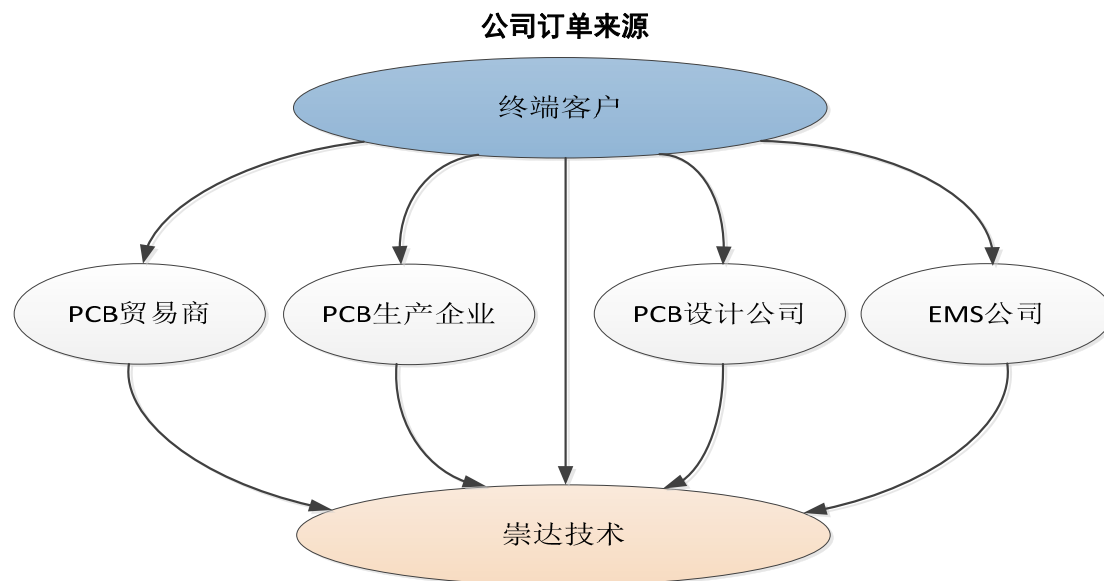 公司订单来源
终端客户
PCB贸易商
PCB生产企业
PCB设计公司
EMS公司
崇达技术